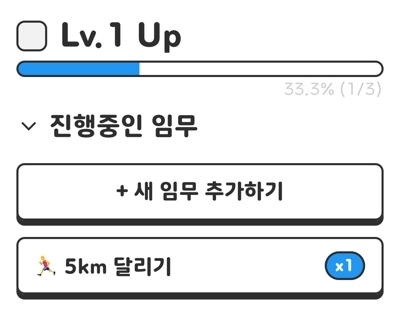 Lv.1 Up
33.3% (1/3)
진행중인 임무
+ 새 임무 추가하기
🏃 5km 달리기
x1